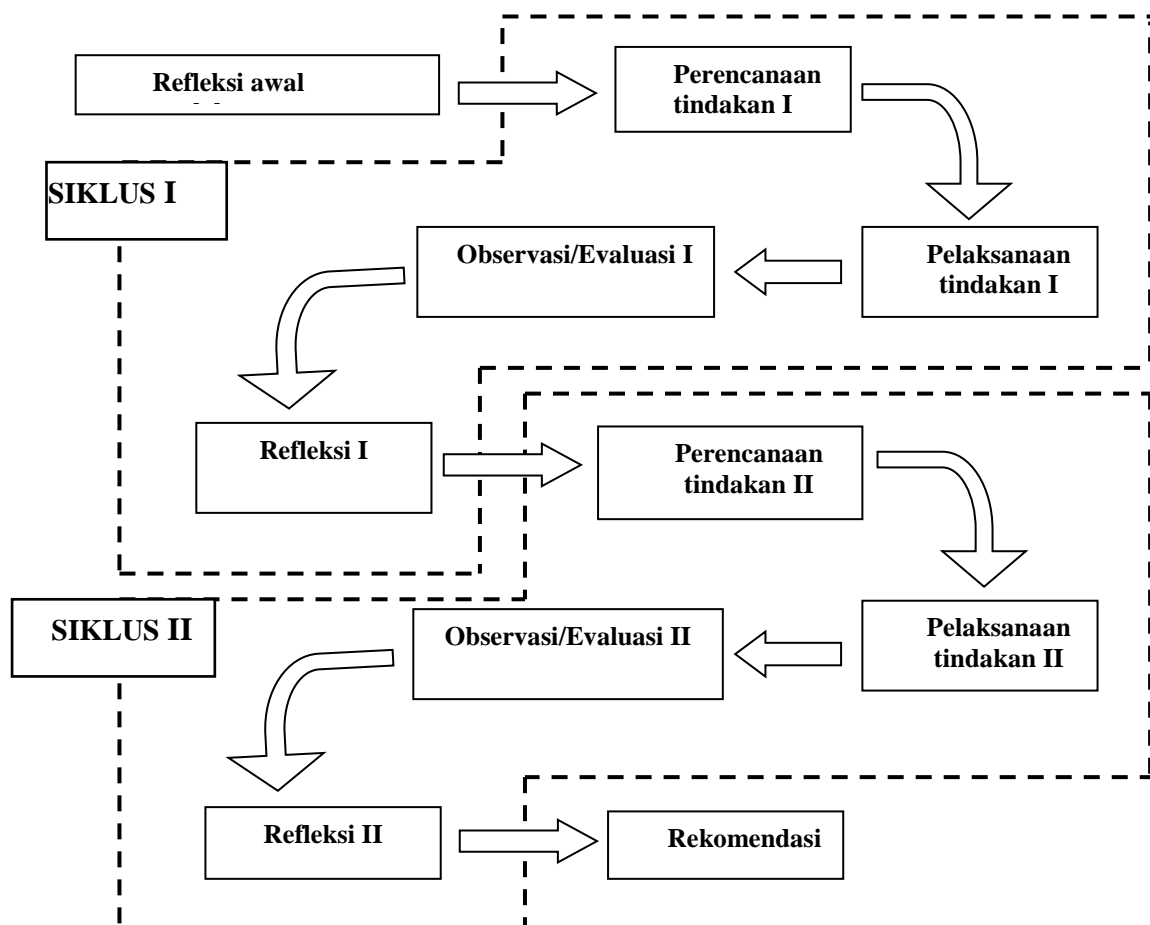 Refleksi awal
Perencanaan
tindakan I
SIKLUS I
Observasi/Evaluasi I
Pelaksanaan
tindakan I
Refleksi I
Perencanaan
tindakan II
SIKLUS II
Observasi/Evaluasi II
Pelaksanaan
tindakan II
Refleksi II
Rekomendasi